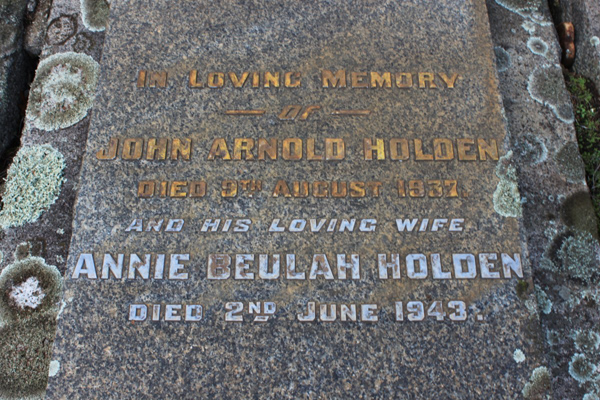 In Loving Memory
of
John Arnold Holden
Died 9th August 1937.
And his loving wife
Annie Beulah Holden
Died 2nd June 1943.